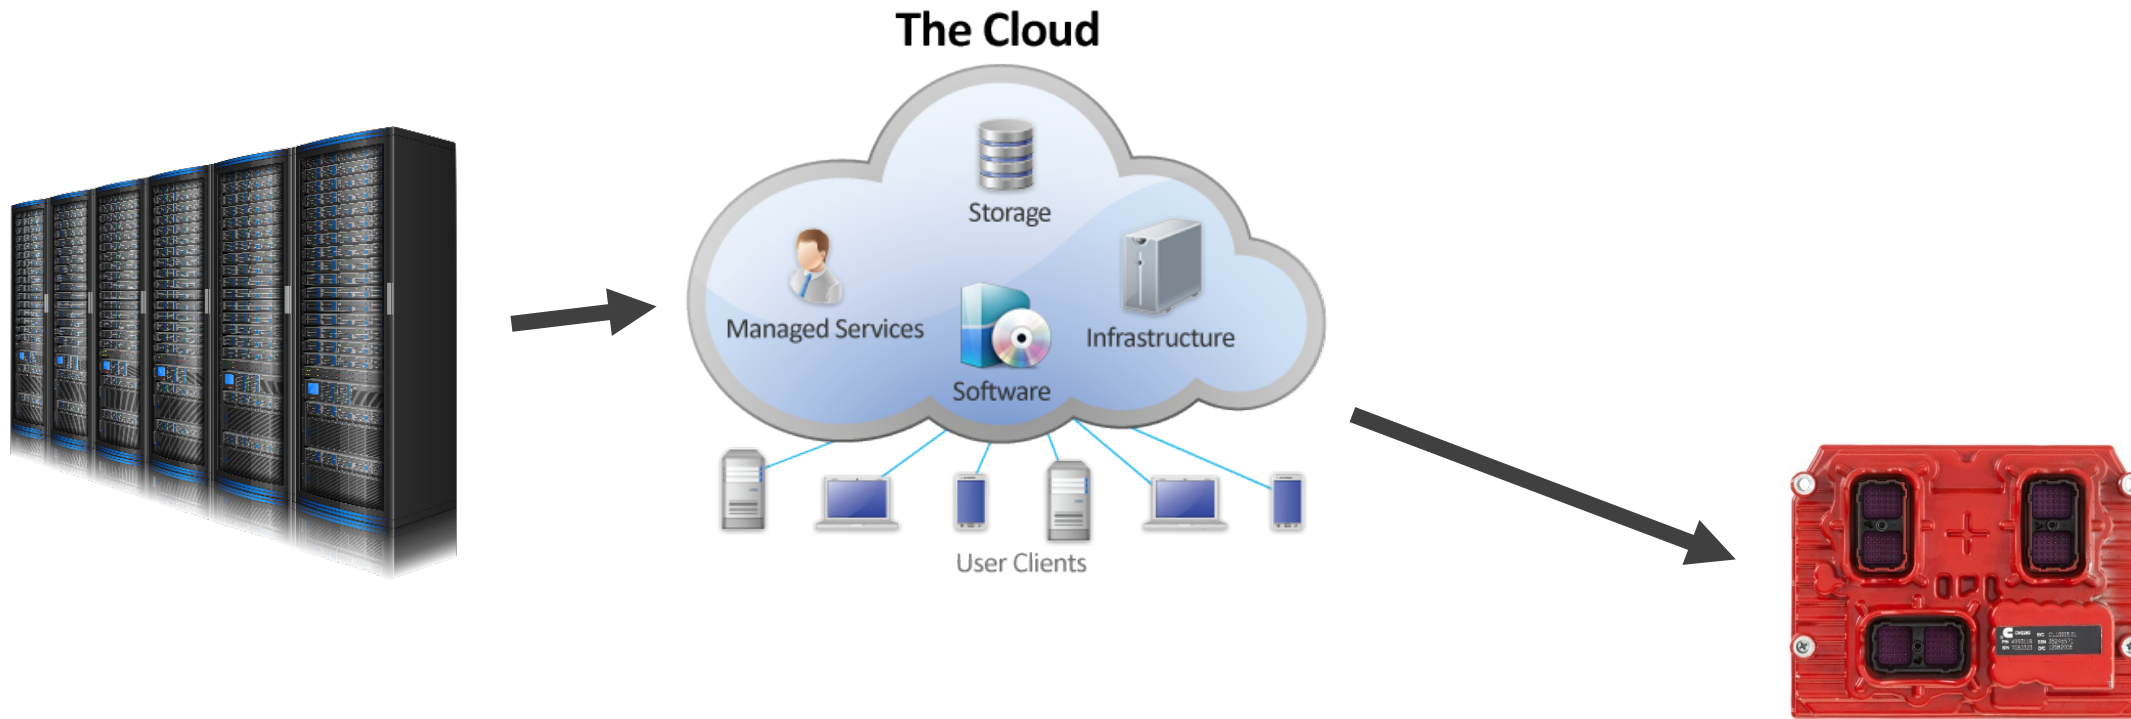 The Cloud
Storage
Managed Services
Infrastructure
Software
User Clients